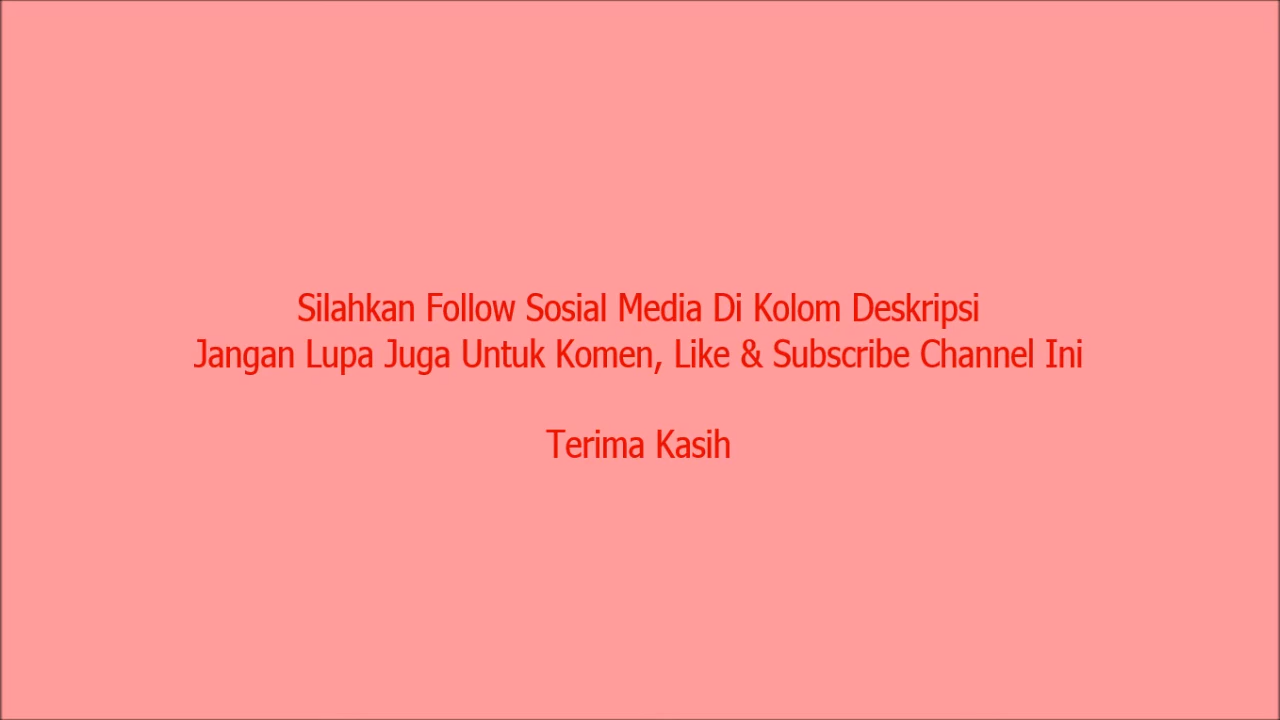 Silahkan Follow Sosial Media Di Kolom Deskripsi
Jangan Lupa Juga Untuk Komen, Like & Subscribe Channel Ini
Terima Kasih